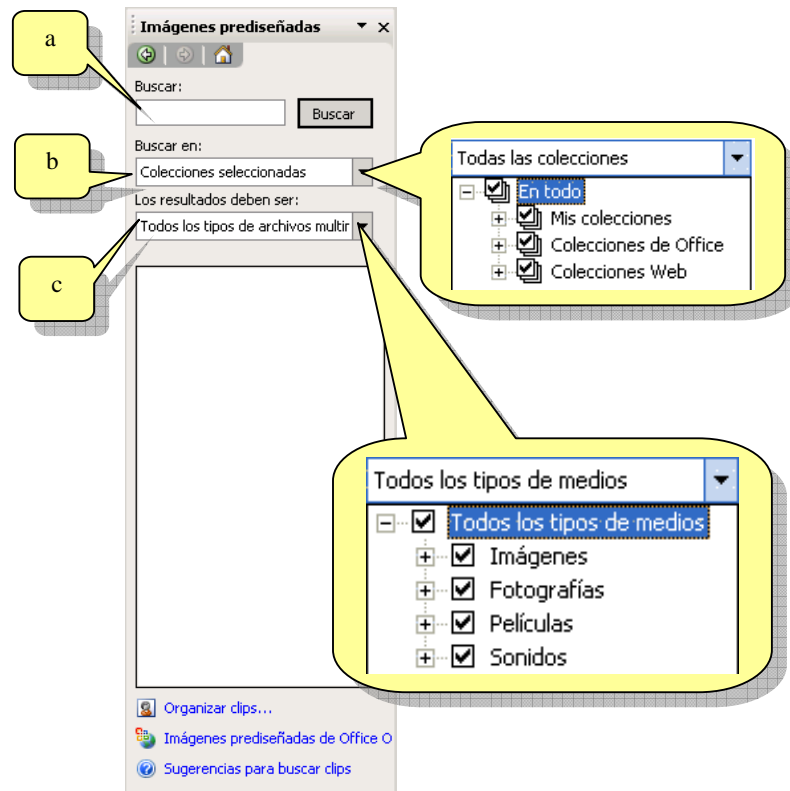 Imágenes prediseñadas
a
Buscar:
Buscar
Buscar en:
b
Colecciones seleccionadas
Los resultados deben ser:
Todos los tipos de archivos multir
c
Todas las colecciones
En todo
Mis colecciones
Colecciones de Office
Colecciones Web
Todos los tipos de medios
Todos los tipos de medios
Imágenes
Fotografías
Películas
Sonidos
Organizar clips...
Imágenes prediseñadas de Office O
Sugerencias para buscar clips